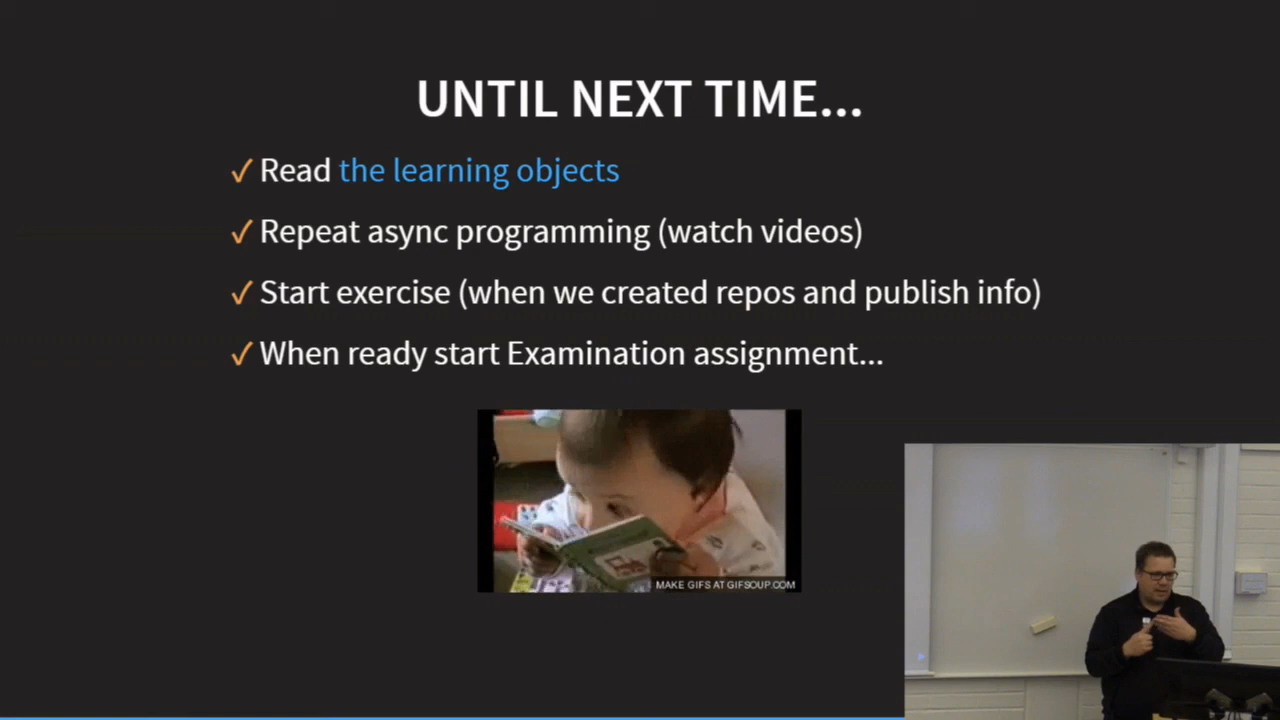 UNTIL NEXT TIME...
✓ Read the learning objects
✓ Repeat async programming (watch videos)
✓ Start exercise (when we created repos and publish info)
✓ When ready start Examination assignment...
MAKE GIFS AT GIFSOUP.COM